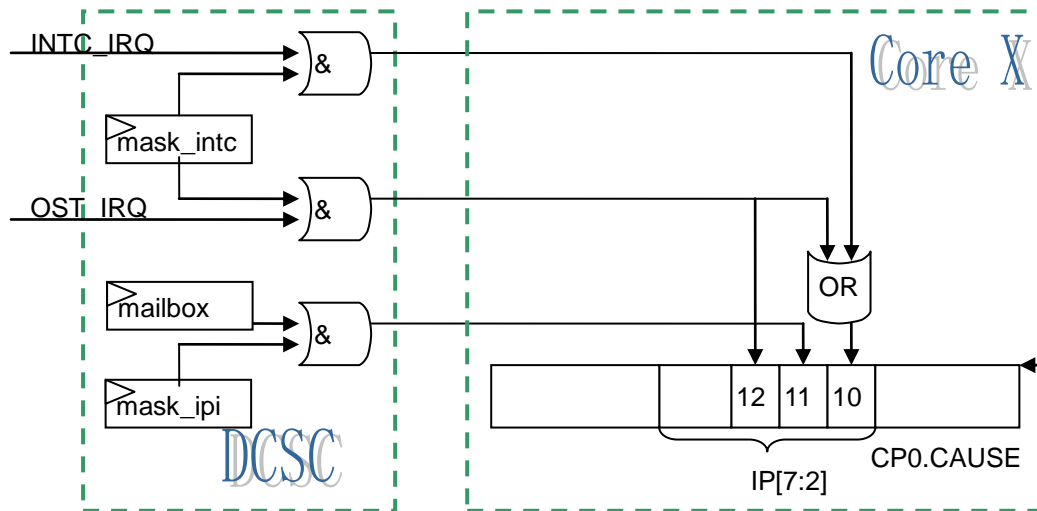 INTC_IRQ
&
Core X
mask_intc
OST_IRQ
&
mailbox
OR
&
mask_ipi
12 11 10
DCSC
CP0.CAUSE
IP[7:2]